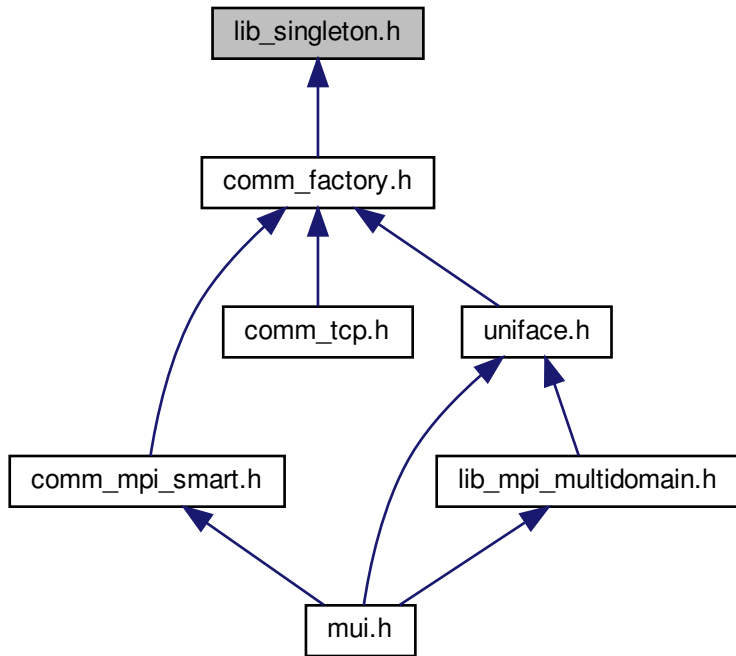 lib_singleton.h
comm_factory.h
comm_tcp.h
uniface.h
comm_mpi_smart.h
lib_mpi_multidomain.h
mui.h